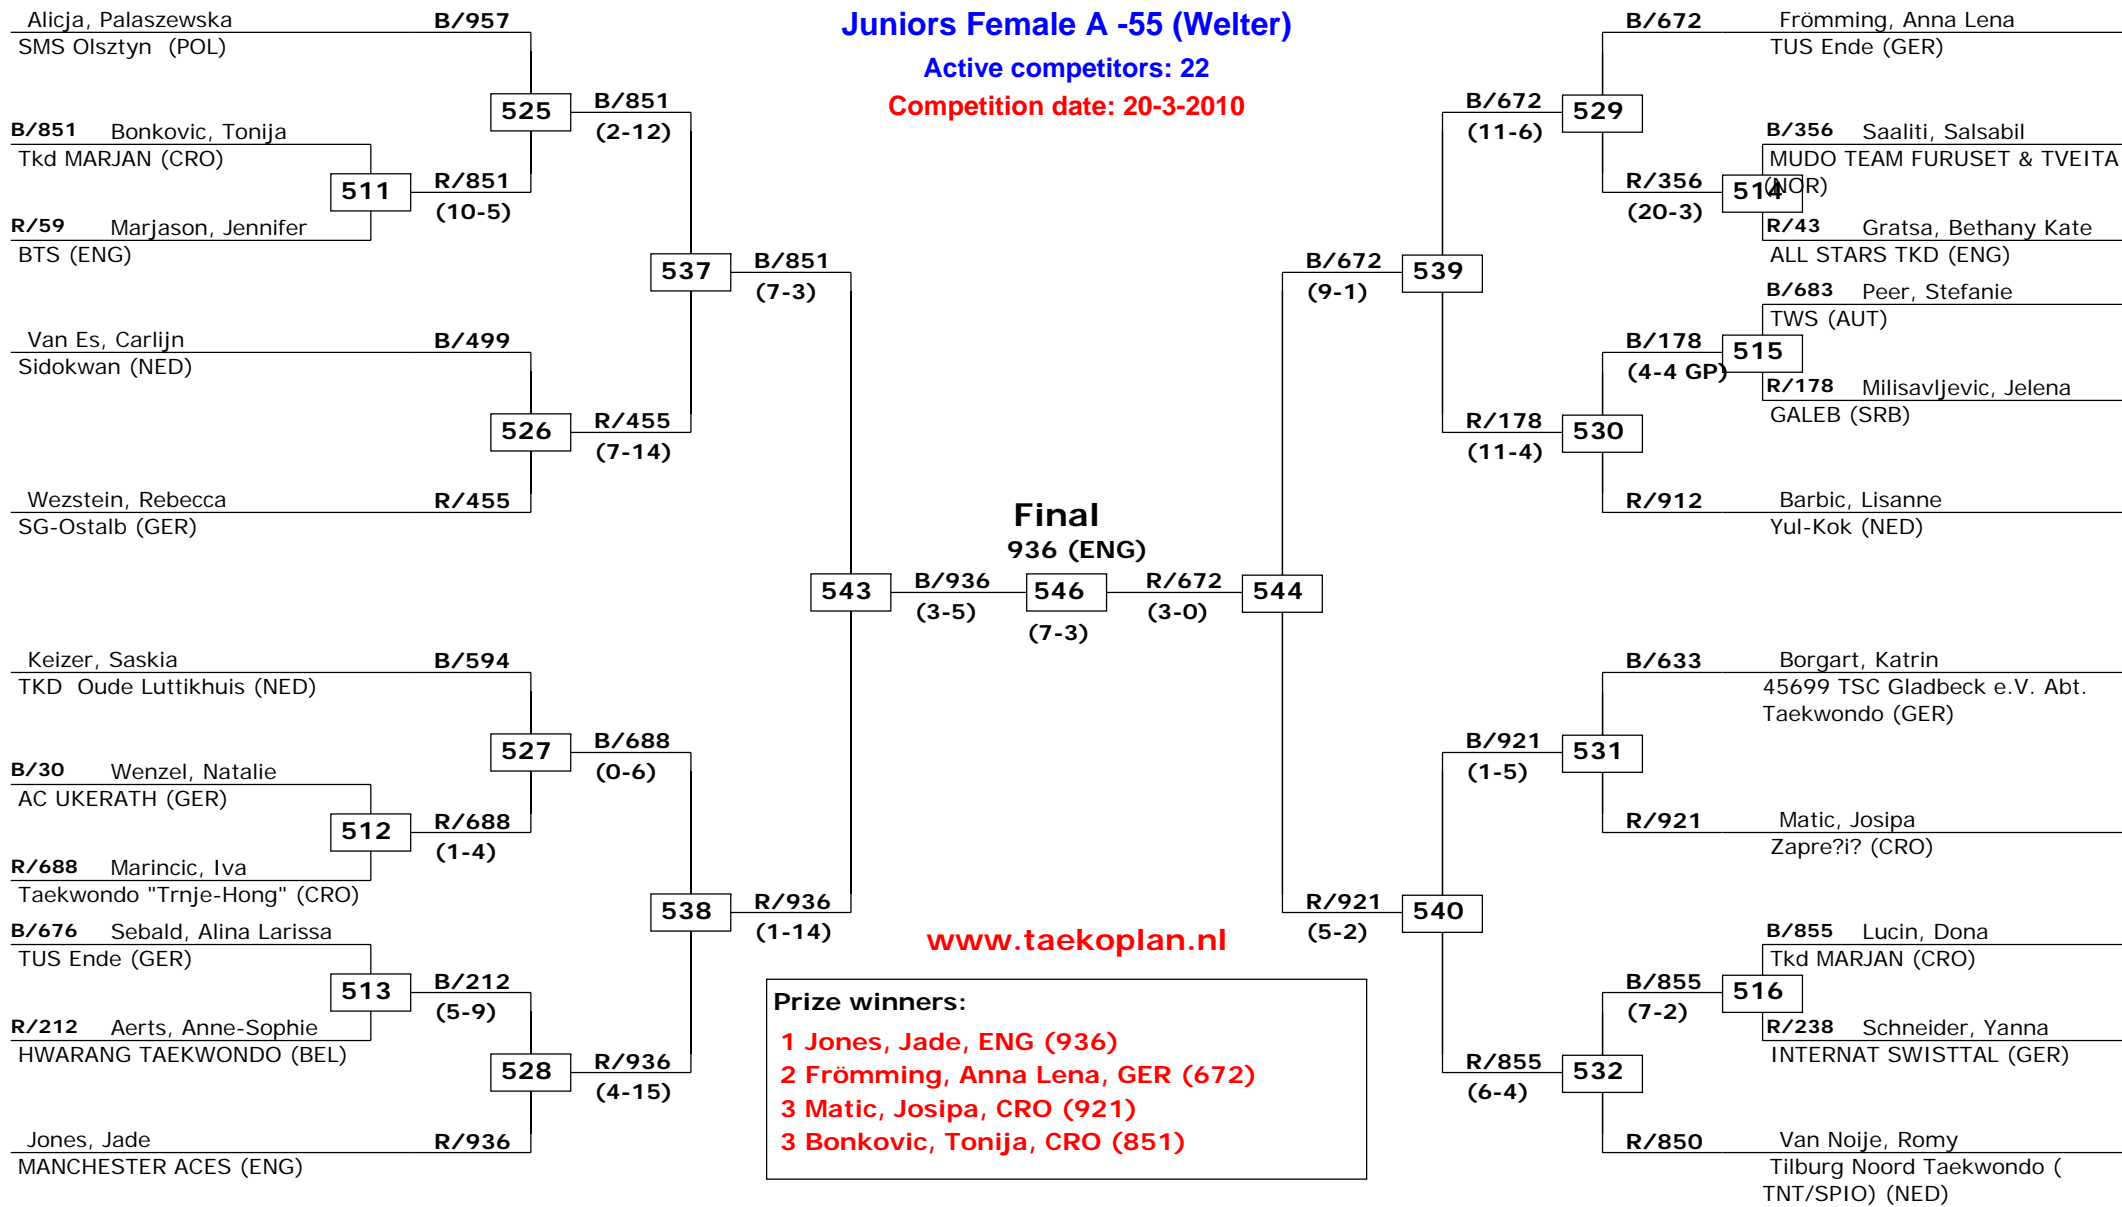 Juniors Female A -55 (Welter)
Active competitors: 22
Competition date: 20-3-2010
Alicja, Palaszewska B/957
SMS Olsztyn (POL)
B/851 Bonkovic, Tonija
Tkd MARJAN (CRO)
511
R/851
(10-5)
R/59 Marjason, Jennifer
BTS (ENG)
525
B/851
(2-12)
Van Es, Carlijn B/499
Sidokwan (NED)
526
R/455
(7-14)
Wezstein, Rebecca R/455
SG-Ostalb (GER)
537
B/851
(7-3)
Keizer, Saskia B/594
TKD Oude Luttikhuis (NED)
527
B/688
(0-6)
B/30 Wenzel, Natalie
AC UKERATH (GER)
512
R/688
(1-4)
R/688 Marincic, Iva
Taekwondo "Trnje-Hong" (CRO)
B/676 Sebald, Alina Larissa
TUS Ende (GER)
513
B/212
(5-9)
R/212 Aerts, Anne-Sophie
HWARANG TAEKWONDO (BEL)
528
R/936
(4-15)
Jones, Jade R/936
MANCHESTER ACES (ENG)
538
R/936
(1-14)
543
B/936
(3-5)
Final
936 (ENG)
546
(7-3)
R/672
(3-0)
544
B/672 Frömming, Anna Lena
TUS Ende (GER)
B/672
(11-6)
529
B/356 Saaliti, Salsabil
MUDO TEAM FURUSET & TVEITA
(NOR)
R/356
(20-3)
514
R/43 Gratsa, Bethany Kate
ALL STARS TKD (ENG)
B/672
(9-1)
539
B/683 Peer, Stefanie
TWS (AUT)
B/178
(4-4 GP)
515
R/178 Milisavljevic, Jelena
GALEB (SRB)
R/178
(11-4)
530
R/912 Barbic, Lisanne
Yul-Kok (NED)
B/633 Borgart, Katrin
45699 TSC Gladbeck e.V. Abt.
Taekwondo (GER)
B/921
(1-5)
531
R/921 Matic, Josipa
Zapre?i? (CRO)
R/921
(5-2)
540
B/855 Lucin, Dona
Tkd MARJAN (CRO)
B/855
(7-2)
516
R/238 Schneider, Yanna
INTERNAT SWISTTAL (GER)
R/855
(6-4)
532
R/850 Van Noije, Romy
Tilburg Noord Taekwondo (
TNT/SPIO) (NED)
www.taekoplan.nl
Prize winners:
1 Jones, Jade, ENG (936)
2 Frömming, Anna Lena, GER (672)
3 Matic, Josipa, CRO (921)
3 Bonkovic, Tonija, CRO (851)